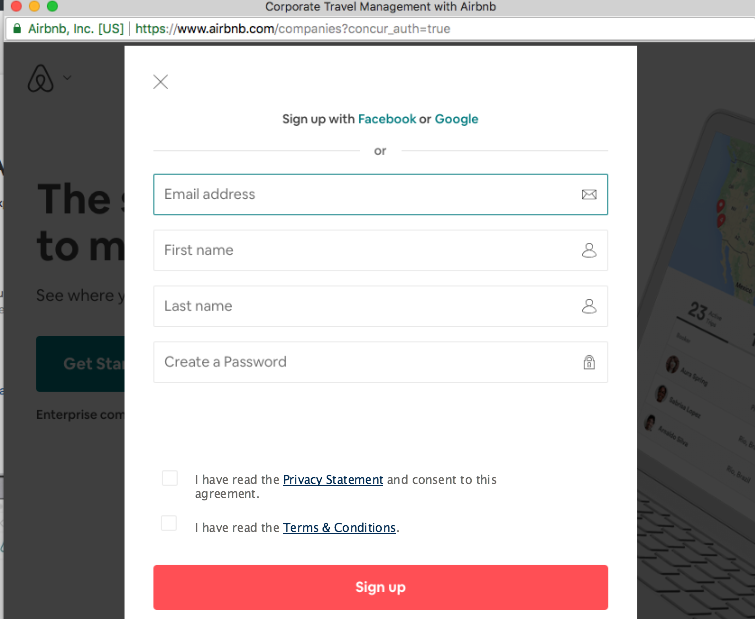 Corporate Travel Management with Airbnb
Airbnb, Inc. [US] | https://www.airbnb.com/companies?concur_auth=true
Sign up with Facebook or Google
or
Email address
First name
Last name
Create a Password
I have read the Privacy Statement and consent to this
agreement.
I have read the Terms & Conditions.
Sign up
The
to m
See where y
Get Sta
Enterprise com
23